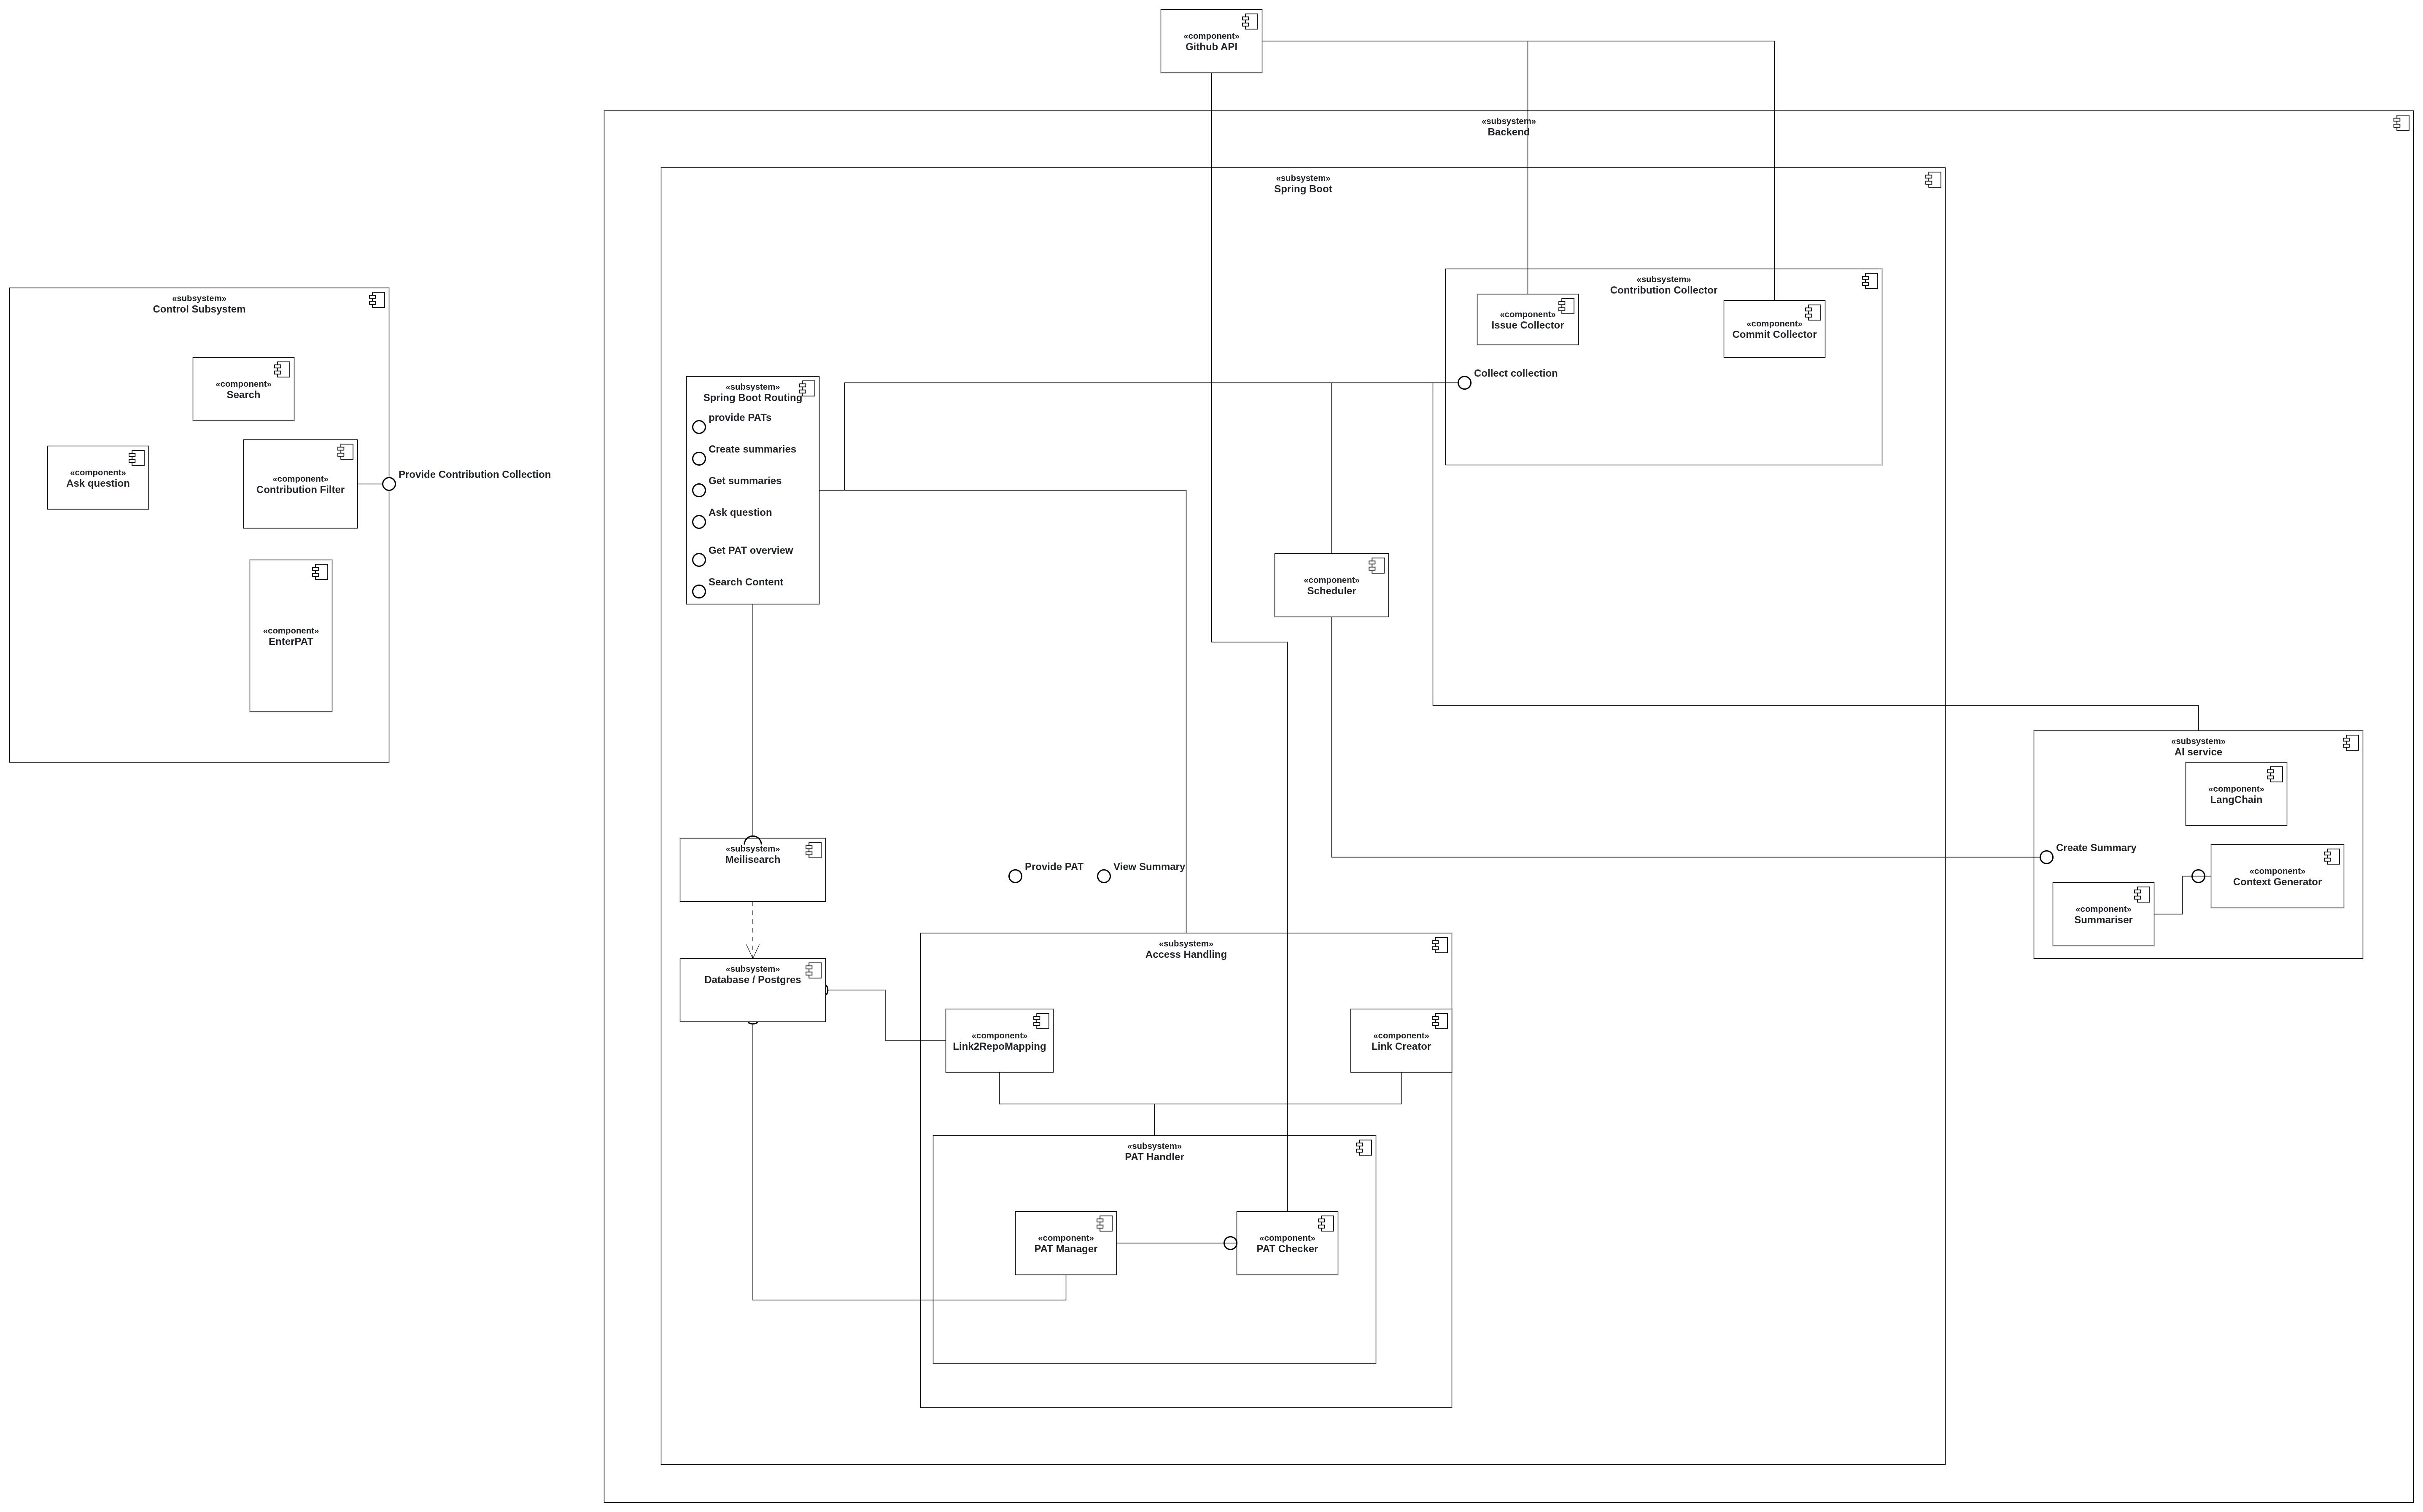 «component»
Github API
«subsystem»
Backend
«subsystem»
Spring Boot
«subsystem»
Contribution Collector
«component»
Issue Collector
«component»
Commit Collector
Collect collection
«subsystem»
Control Subsystem
«component»
Search
«component»
Ask question
«component»
Contribution Filter
Provide Contribution Collection
«component»
EnterPAT
«subsystem»
Spring Boot Routing
provide PATs
Create summaries
Get summaries
Ask question
Get PAT overview
Search Content
«component»
Scheduler
«subsystem»
AI service
«component»
LangChain
Create Summary
«component»
Context Generator
«component»
Summariser
«subsystem»
Meilisearch
Provide PAT
View Summary
«subsystem»
Database / Postgres
«subsystem»
Access Handling
«component»
Link2RepoMapping
«component»
Link Creator
«subsystem»
PAT Handler
«component»
PAT Manager
«component»
PAT Checker